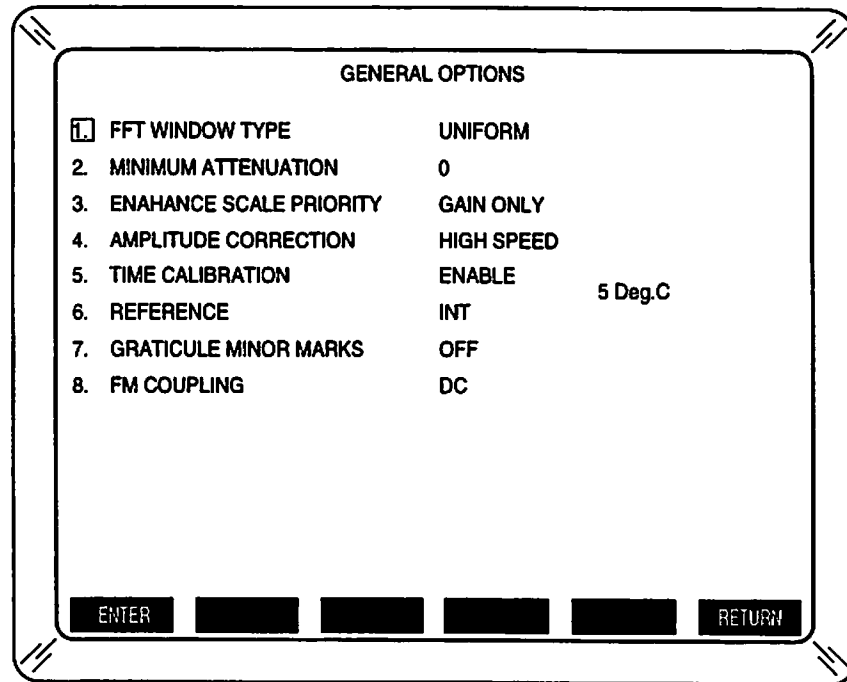 GENERAL OPTIONS
1. FFT WINDOW TYPE UNIFORM
2. MINIMUM ATTENUATION 0
3. ENAHANCE SCALE PRIORITY GAIN ONLY
4. AMPLITUDE CORRECTION HIGH SPEED
5. TIME CALIBRATION ENABLE 5 Deg.C
6. REFERENCE INT
7. GRATICULE MINOR MARKS OFF
8. FM COUPLING DC
ENTER RETURN